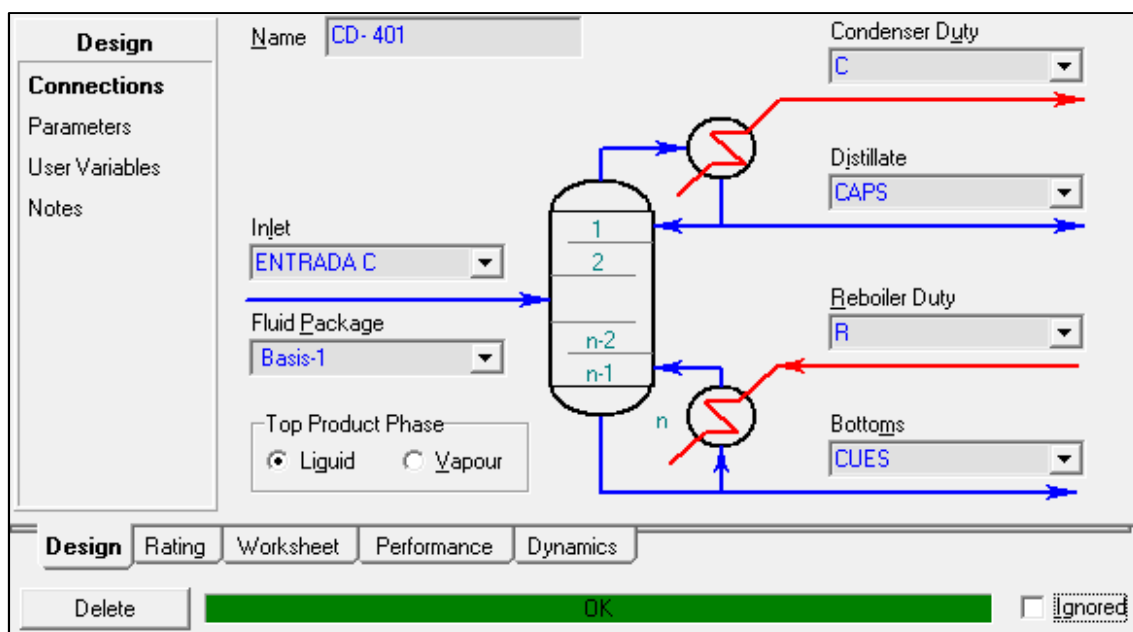 Design
Connections
Parameters
User Variables
Notes
Name CD- 401
Inlet
ENTRADA C
Fluid Package
Basis-1
Top Product Phase
Liquid Vapour
1
2
n-2
n-1
n
Condenser Duty
C
Distillate
CAPS
Reboiler Duty
R
Bottoms
CUES
Design Rating Worksheet Performance Dynamics
Delete OK Ignored